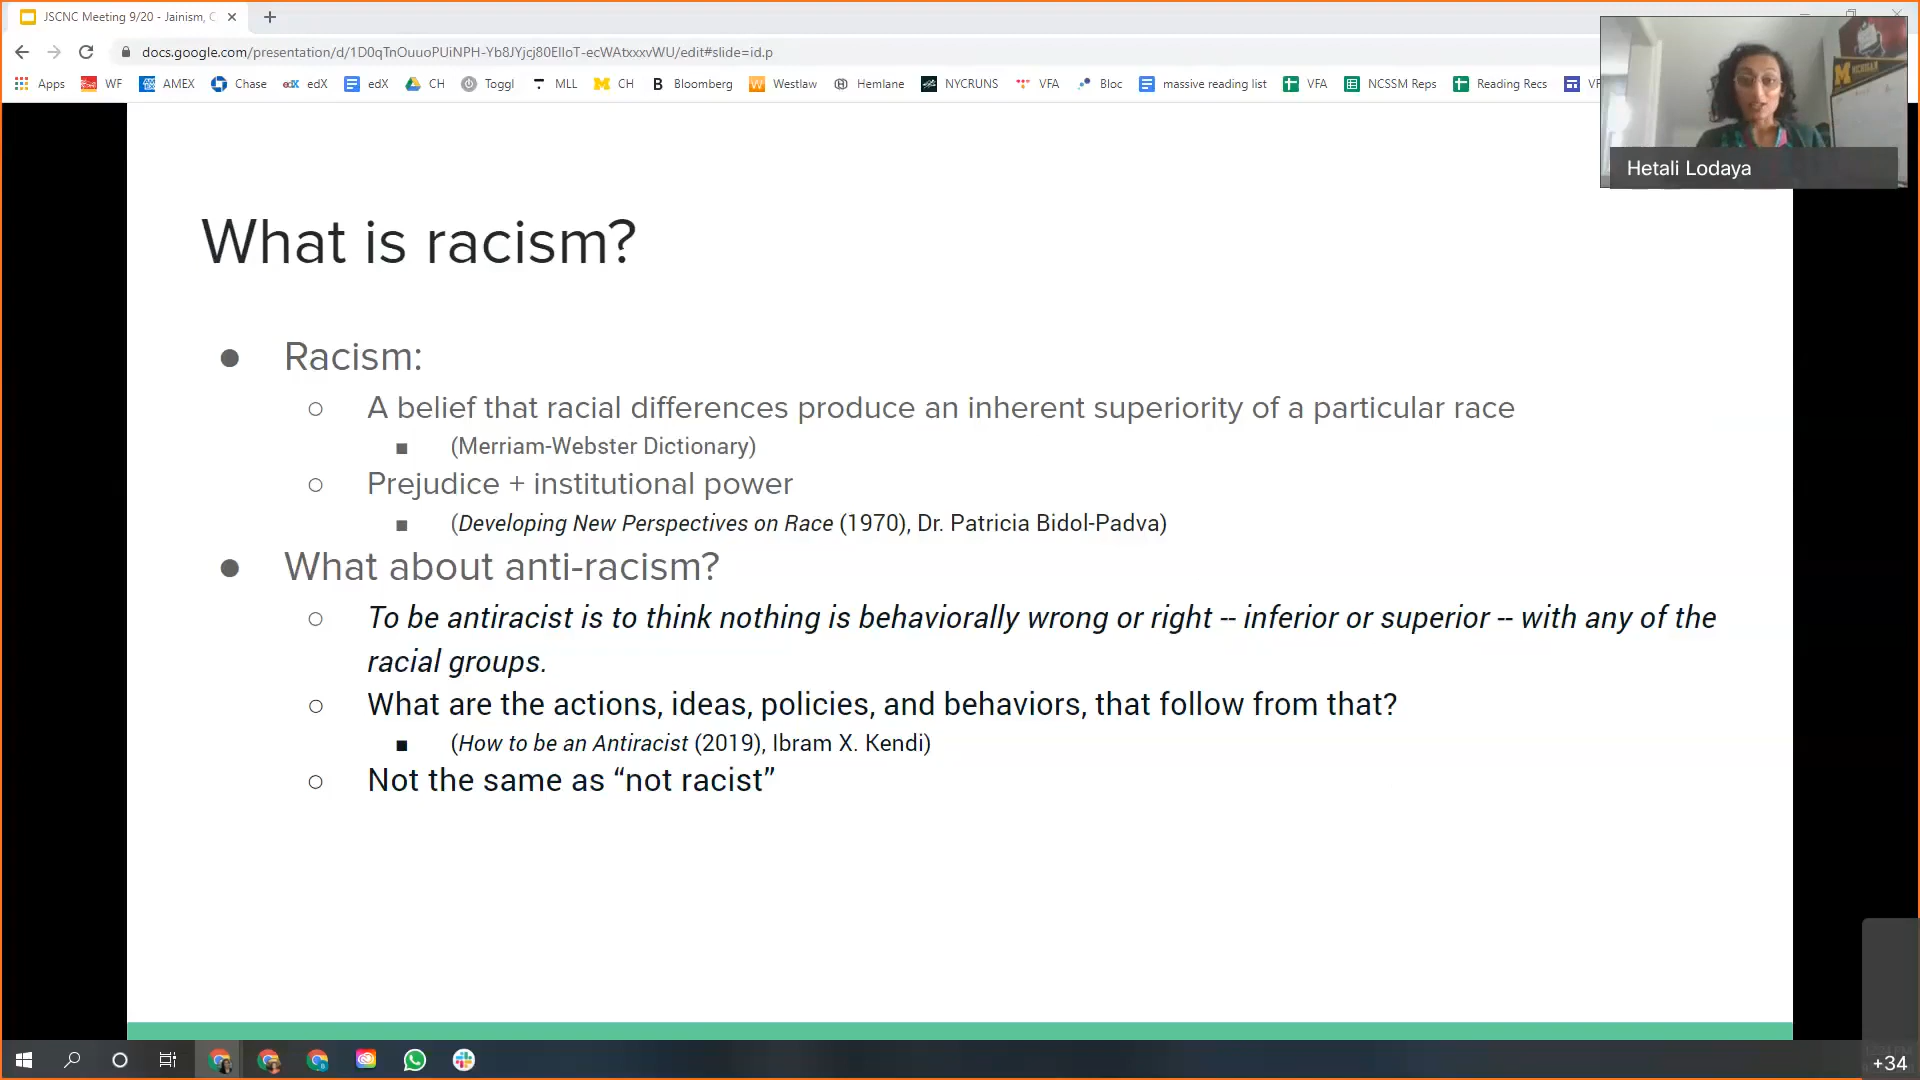 JSCNC Meeting 9/20 - Jainism, C
docs.google.com/presentation/d/1D0qTnOuuoPUiNPH-Yb8JYjcj80ElloT-ecWAtxxxvWU/edit#slide=id.p
Apps WF AMEX Chase edX edX CH Toggl MLL CH Bloomberg Westlaw Hemlane NYCRUNS VFA Bloc massive reading list VFA NCSSM Reps Reading Recs
Hetali Lodaya
What is racism?
● Racism:
○ A belief that racial differences produce an inherent superiority of a particular race
■ (Merriam-Webster Dictionary)
○ Prejudice + institutional power
■ (Developing New Perspectives on Race (1970), Dr. Patricia Bidol-Padva)
● What about anti-racism?
○ To be antiracist is to think nothing is behaviorally wrong or right -- inferior or superior -- with any of the
racial groups.
○ What are the actions, ideas, policies, and behaviors, that follow from that?
■ (How to be an Antiracist (2019), Ibram X. Kendi)
○ Not the same as “not racist”
+34